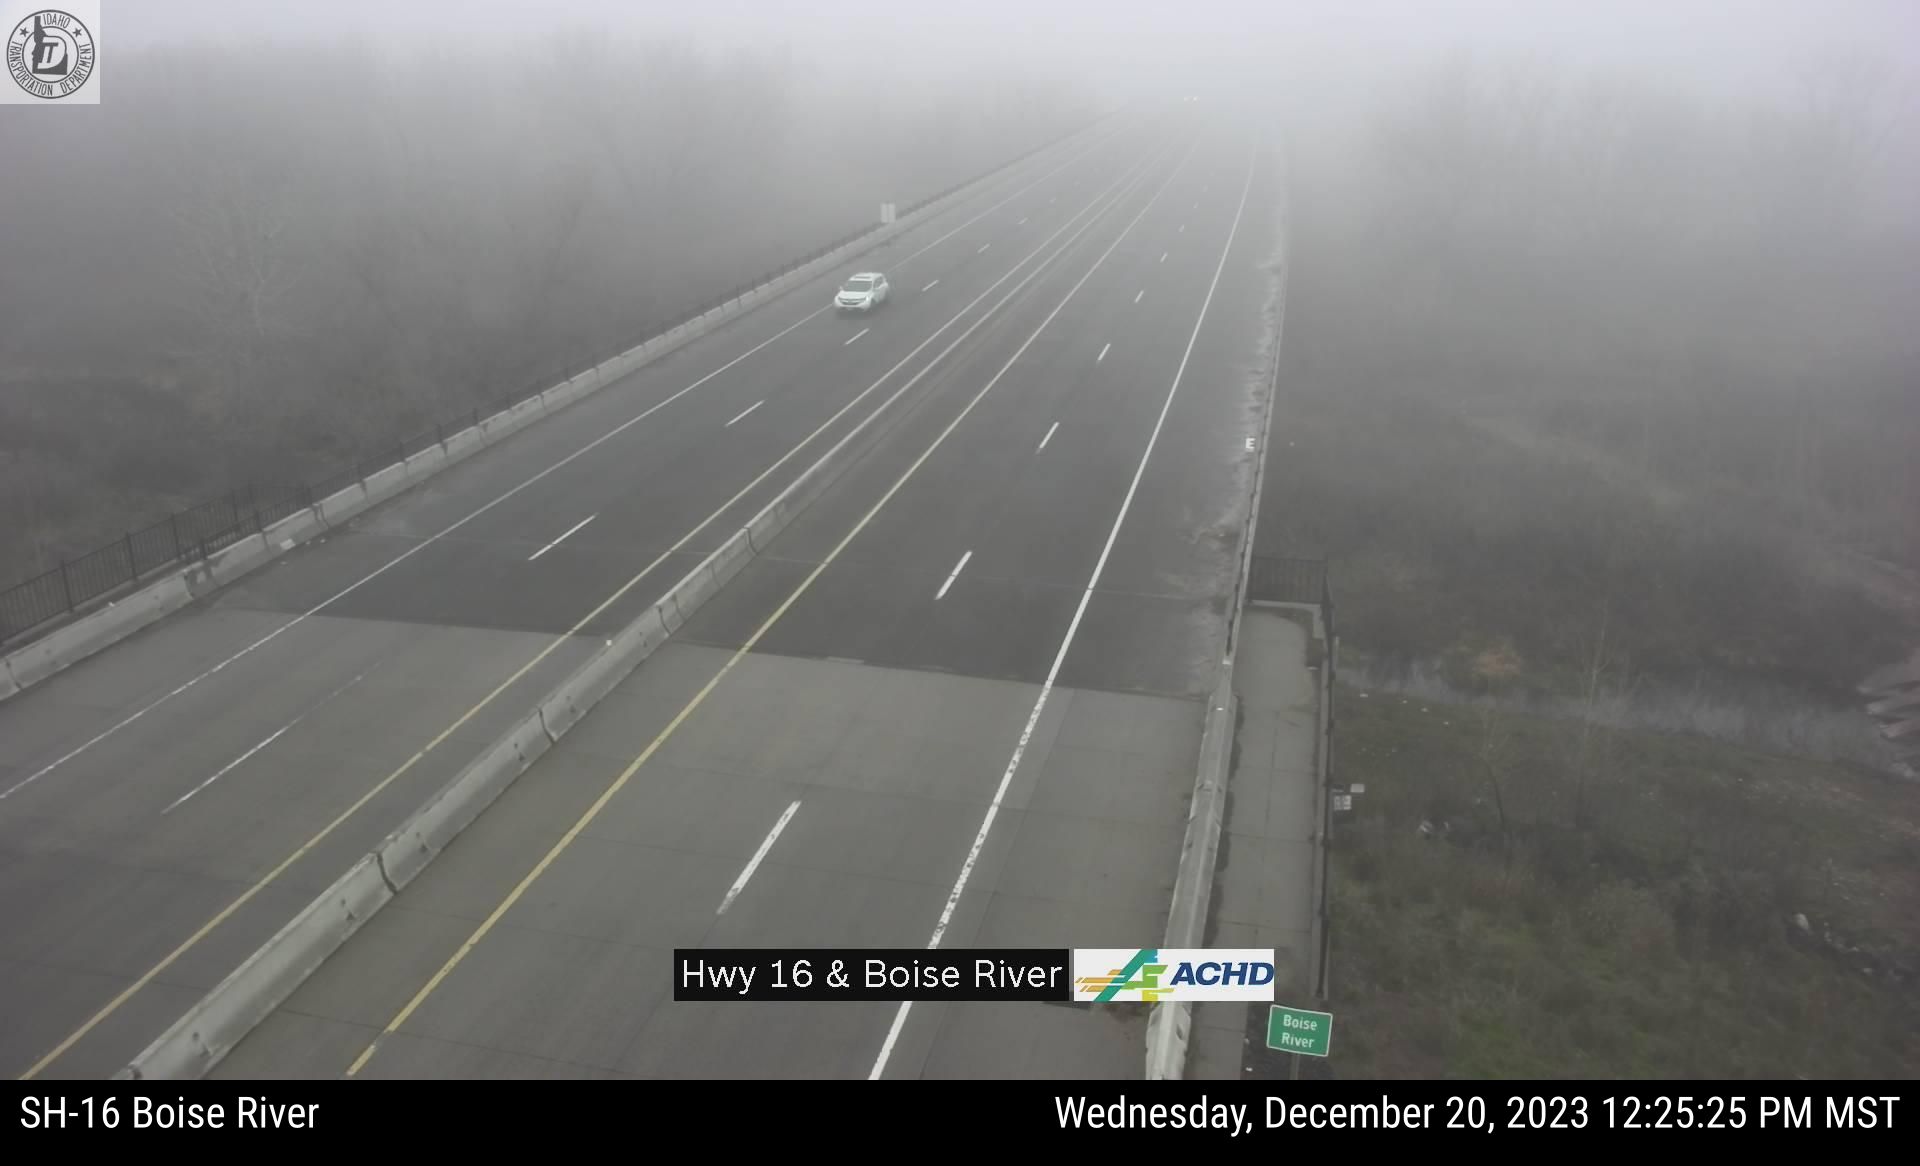 IDAHO
TRANSPORTATION DEPARTMENT
IT
E
Hwy 16 & Boise River
ACHD
Boise
River
SH-16 Boise River
Wednesday, December 20, 2023 12:25:25 PM MST